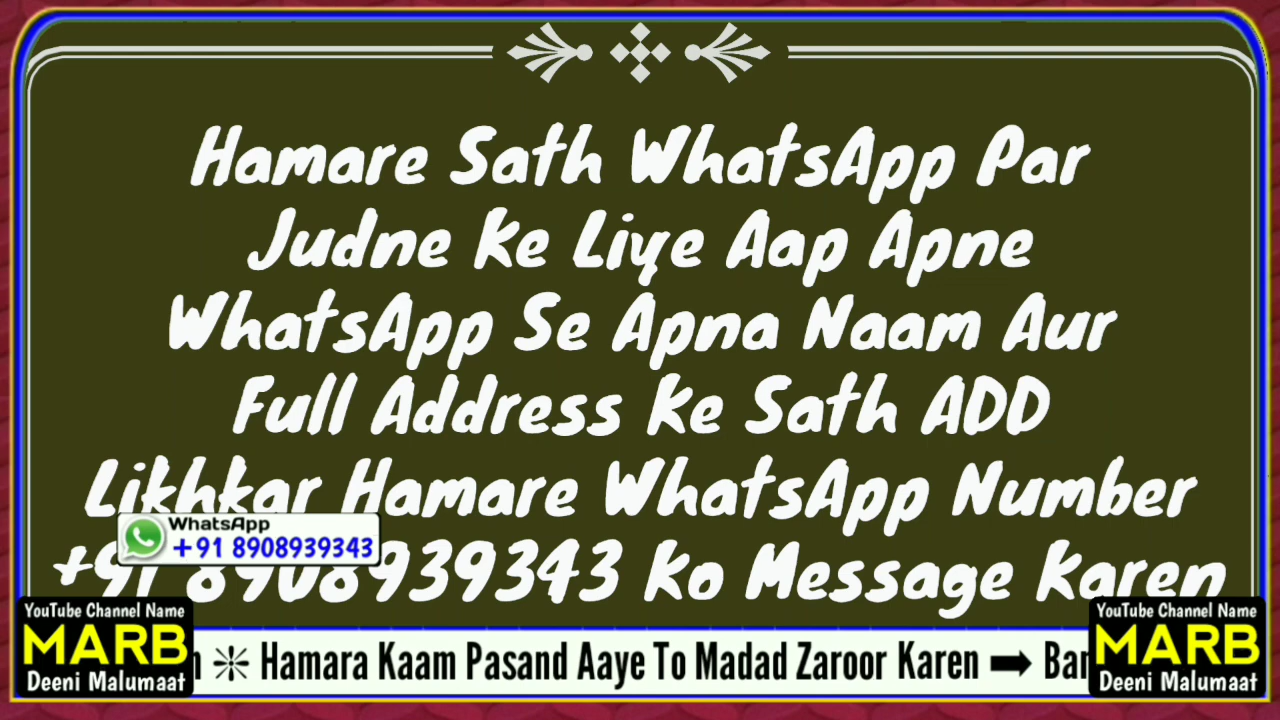 Hamare Sath WhatsApp Par
Judne Ke Liye Aap Apne
WhatsApp Se Apna Naam Aur
Full Address Ke Sath ADD
Likhkar Hamare WhatsApp Number
WhatsApp
+91 8908939343
+91 8908939343 Ko Message Karen
YouTube Channel Name
MARB
Deeni Malumaat
Hamara Kaam Pasand Aaye To Madad Zaroor Karen ➡
YouTube Channel Name
MARB
Deeni Malumaat